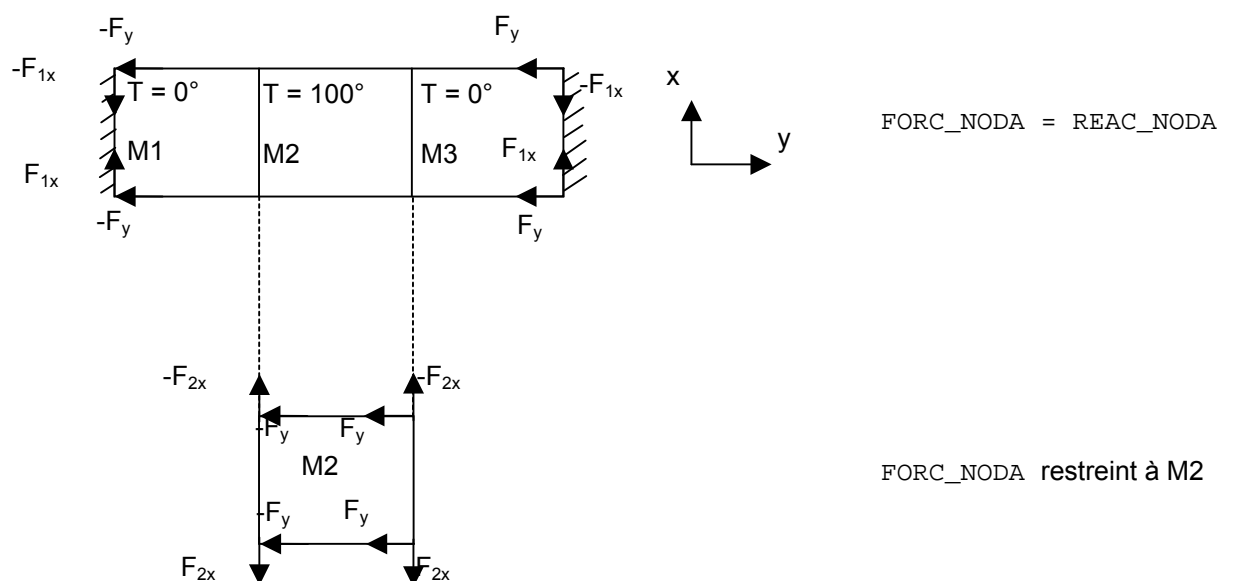 -Fy Fy
-F1x -F1x
T = 0° T = 100° T = 0°
x
FORC_NODA = REAC_NODA
y
M1 M2 M3 F1x
F1x
-Fy Fy
-F2x -F2x
-Fy Fy
M2
FORC_NODA restreint à M2
-Fy Fy
F2x F2x